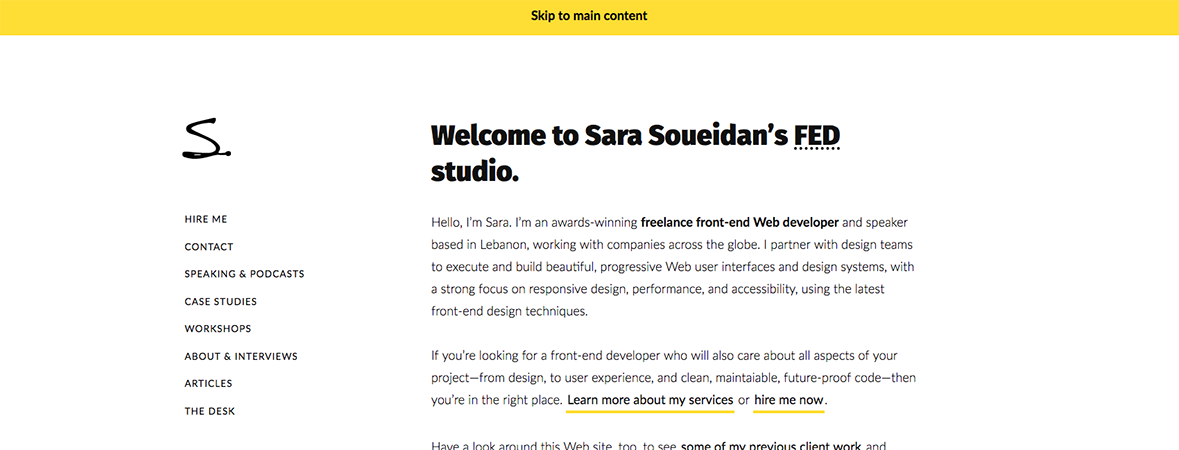 Skip to main content
S.
Welcome to Sara Soueidan’s FED
studio.
HIRE ME
CONTACT
SPEAKING & PODCASTS
CASE STUDIES
WORKSHOPS
ABOUT & INTERVIEWS
ARTICLES
THE DESK
Hello, I’m Sara. I’m an awards-winning freelance front-end Web developer and speaker
based in Lebanon, working with companies across the globe. I partner with design teams
to execute and build beautiful, progressive Web user interfaces and design systems, with
a strong focus on responsive design, performance, and accessibility, using the latest
front-end design techniques.
If you’re looking for a front-end developer who will also care about all aspects of your
project—from design, to user experience, and clean, maintaiable, future-proof code—then
you’re in the right place. Learn more about my services or hire me now.
Have a look around this Web site, too, to see some of my previous client work and